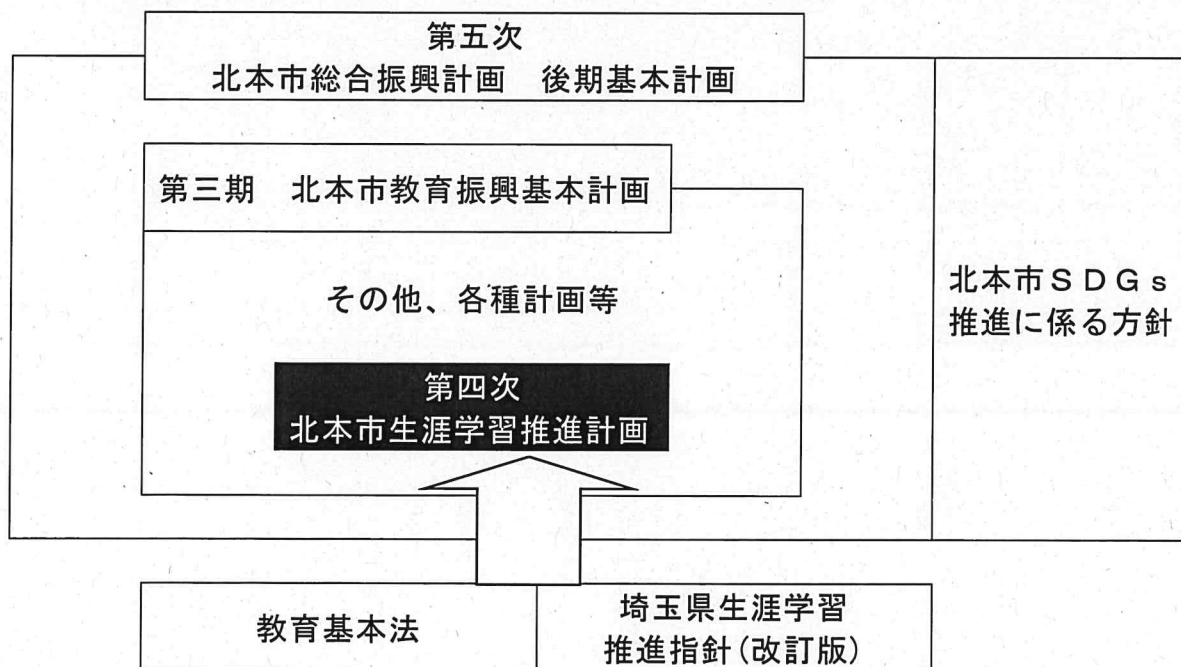 第五次
北本市総合振興計画　後期基本計画
第三期　北本市教育振興基本計画
その他、各種計画等
北本市ＳＤＧｓ
推進に係る方針
第四次
北本市生涯学習推進計画
教育基本法
埼玉県生涯学習
推進指針(改訂版)